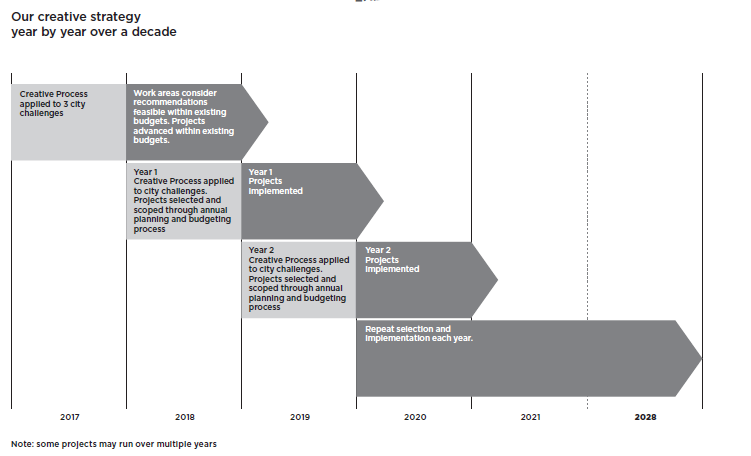 Our creative strategy
year by year over a decade
Creative Process
applied to 3 city
challenges
Work areas consider
recommendations
feasible within existing
budgets. Projects
advanced within existing
budgets.
Year 1
Creative Process applied
to city challenges.
Projects selected and
scoped through annual
planning and budgeting
process
Year 1
Projects
Implemented
Year 2
Creative Process applied
to city challenges.
Projects selected and
scoped through annual
planning and budgeting
process
Year 2
Projects
Implemented
Repeat selection and
implementation each year.
2017
2018
2019
2020
2021
2028
Note: some projects may run over multiple years